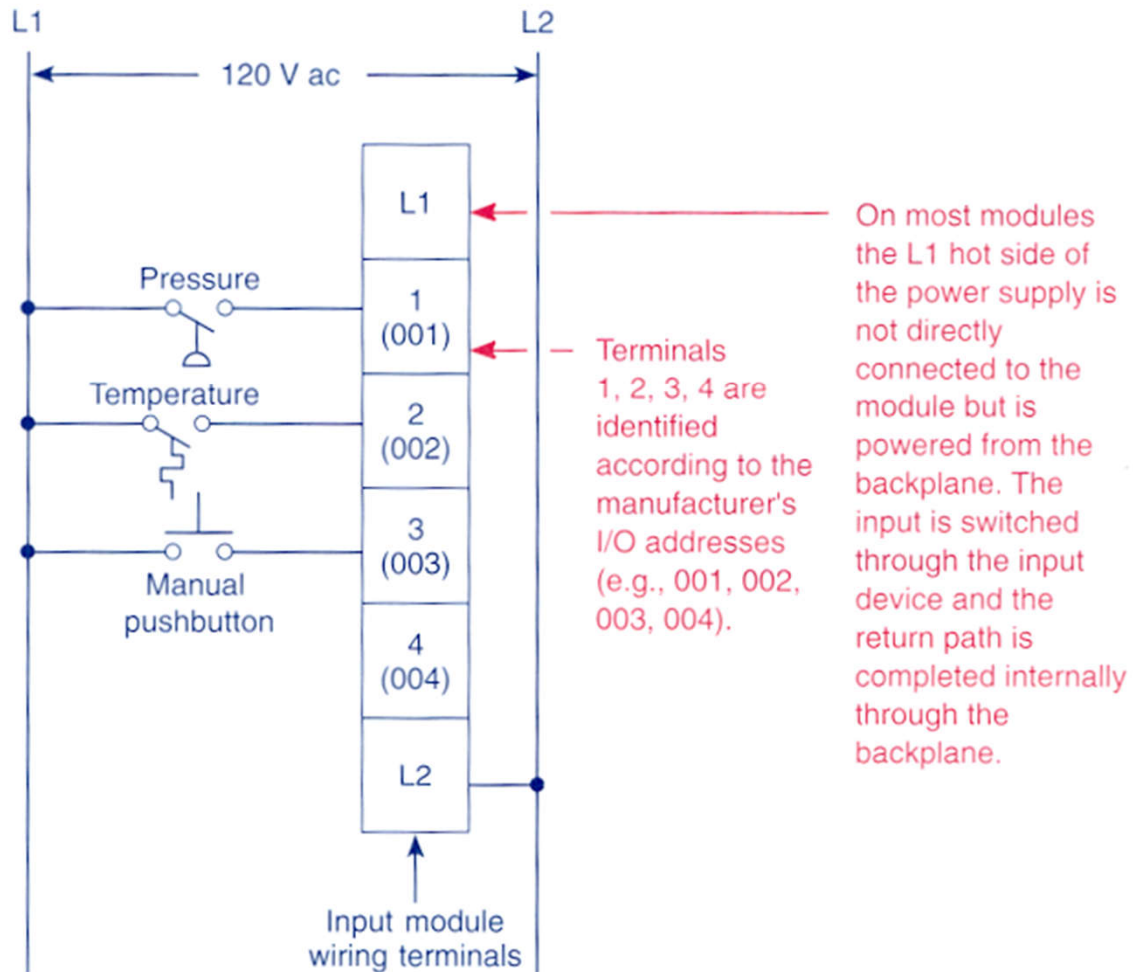 L1
L2
120 V ac
L1
Pressure
1
(001)
Temperature
2
(002)
3
(003)
Manual
pushbutton
4
(004)
L2
Input module
wiring terminals
Terminals
1, 2, 3, 4 are
identified
according to the
manufacturer's
I/O addresses
(e.g., 001, 002,
003, 004).
On most modules
the L1 hot side of
the power supply is
not directly
connected to the
module but is
powered from the
backplane. The
input is switched
through the input
device and the
return path is
completed internally
through the
backplane.